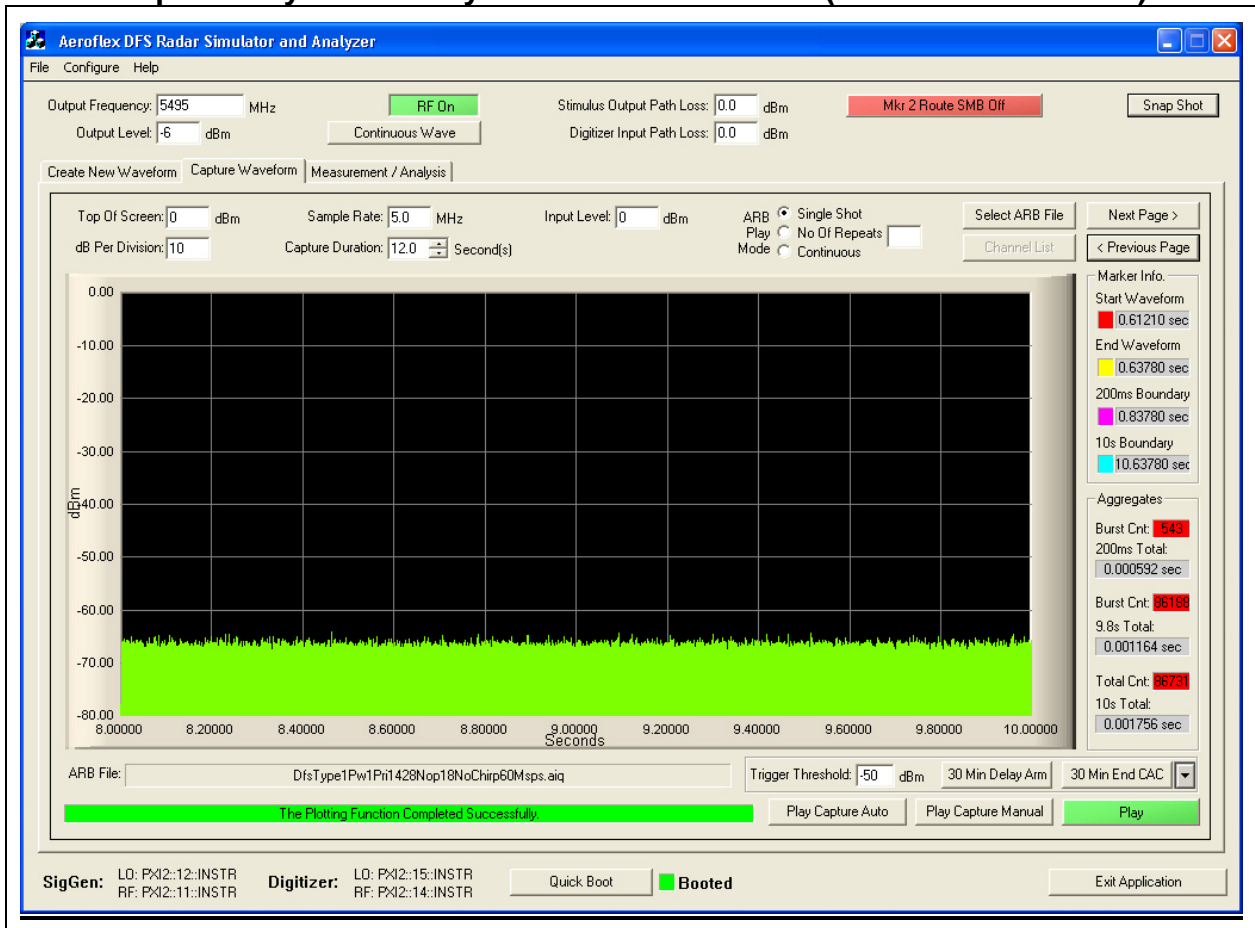 Aeroflex DFS Radar Simulator and Analyzer
File Configure Help
Output Frequency: 5495 MHz RF On Stimulus Output Path Loss: 0.0 dBm Mkr 2 Route SMB Off Snap Shot
Output Level: -6 dBm Continuous Wave Digitizer Input Path Loss: 0.0 dBm
Create New Waveform Capture Waveform Measurement / Analysis
Top Of Screen: 0 dBm Sample Rate: 5.0 MHz Input Level: 0 dBm ARB Play Mode Single Shot Select ARB File Next Page >
No Of Repeats
dB Per Division: 10 Capture Duration: 12.0 Second(s) Continuous Channel List < Previous Page
Marker Info.
Start Waveform
0.61210 sec
End Waveform
0.63780 sec
200ms Boundary
0.83780 sec
10s Boundary
10.63780 sec
Aggregates
Burst Cnt: 543
200ms Total:
0.000592 sec
Burst Cnt: 86188
9.8s Total:
0.001164 sec
Total Cnt: 86731
10s Total:
0.001756 sec
0.00
-10.00
-20.00
-30.00
-40.00
-50.00
-60.00
-70.00
-80.00
dBm
8.00000 8.20000 8.40000 8.60000 8.80000 9.00000 9.20000 9.40000 9.60000 9.80000 10.00000
Seconds
ARB File: DfsType1Pw1Pri1428Nop18NoChirp60Msps.aiq Trigger Threshold: -50 dBm 30 Min Delay Arm 30 Min End CAC
The Plotting Function Completed Successfully. Play Capture Auto Play Capture Manual Play
SigGen: LO: PXI2::12::INSTR Digitizer: LO: PXI2::15::INSTR Quick Boot Booted Exit Application
RF: PXI2::11::INSTR RF: PXI2::14::INSTR